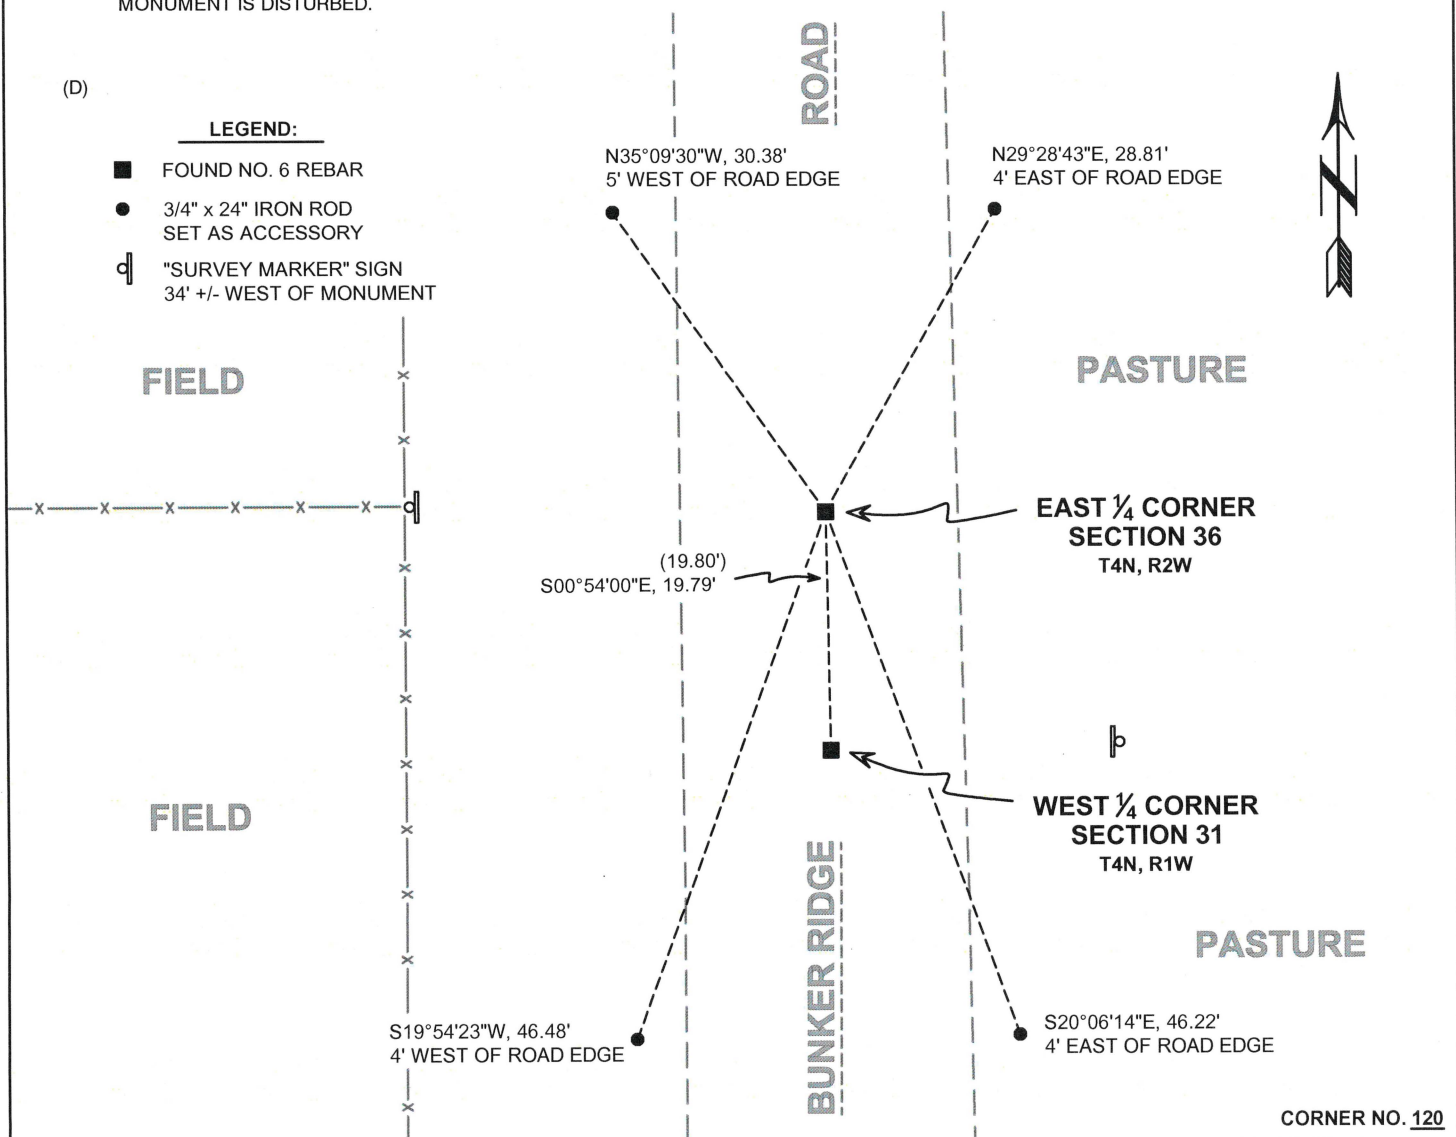 MONUMENT IS DISTURBED.
(D)
LEGEND:
FOUND NO. 6 REBAR
3/4" x 24" IRON ROD
SET AS ACCESSORY
"SURVEY MARKER" SIGN
34' +/- WEST OF MONUMENT
ROAD
N35°09'30"W, 30.38'
5' WEST OF ROAD EDGE
N29°28'43"E, 28.81'
4' EAST OF ROAD EDGE
N
FIELD
PASTURE
EAST ¼ CORNER
SECTION 36
T4N, R2W
(19.80')
S00°54'00"E, 19.79'
WEST ¼ CORNER
SECTION 31
T4N, R1W
FIELD
BUNKER RIDGE
PASTURE
S19°54'23"W, 46.48'
4' WEST OF ROAD EDGE
S20°06'14"E, 46.22'
4' EAST OF ROAD EDGE
CORNER NO. 120